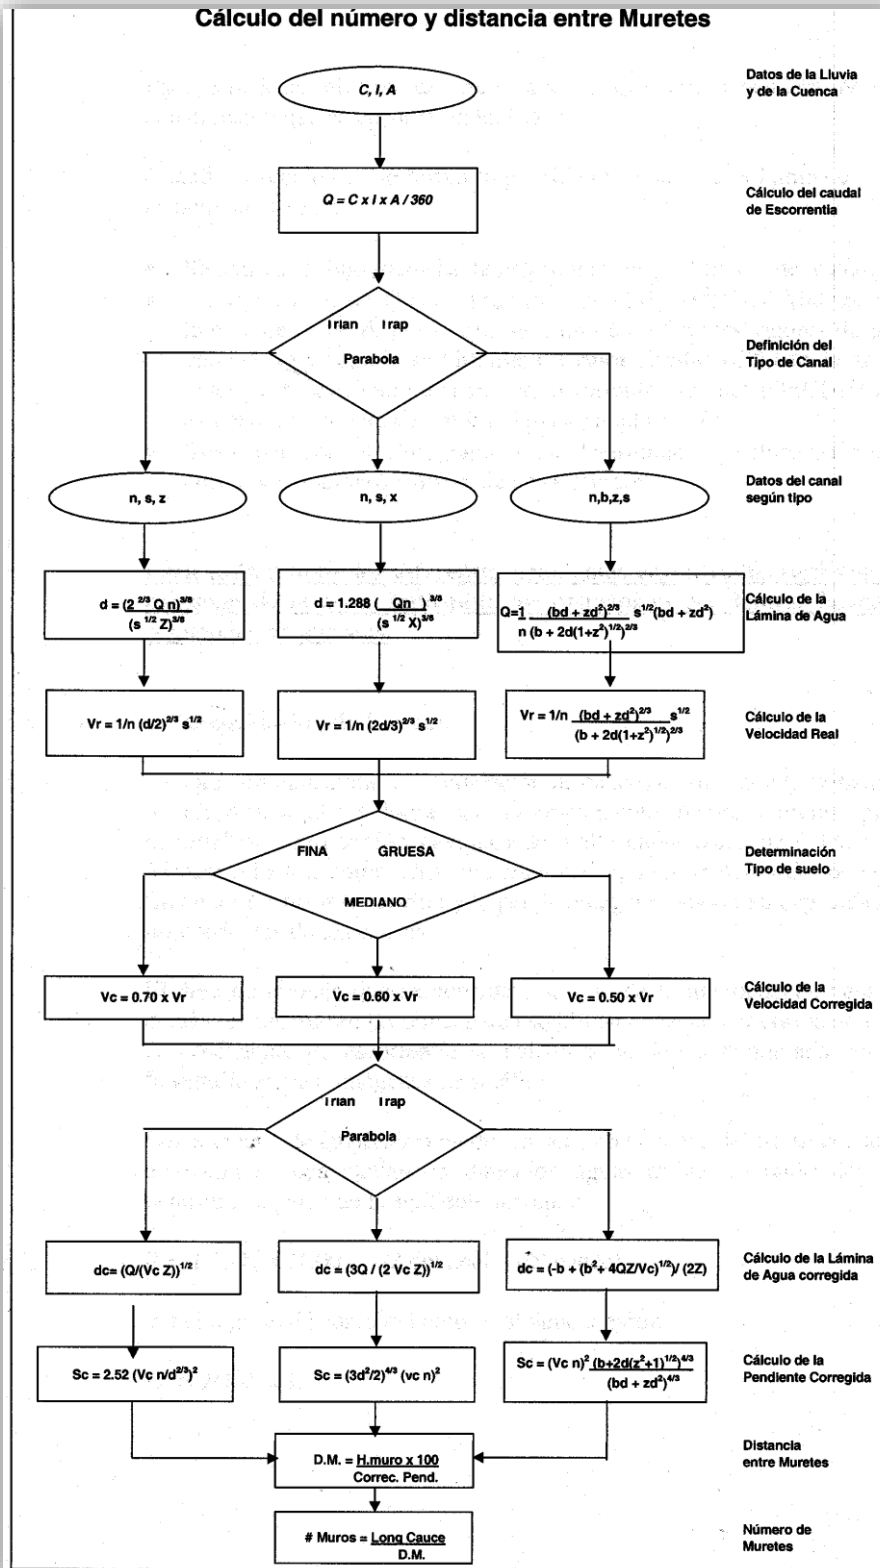 Cálculo del número y distancia entre Muretes
C, I, A
Datos de la Lluvia
y de la Cuenca
Q = C x I x A / 360
Cálculo del caudal
de Escorrentia
Trian Trap
Parabola
Definición del
Tipo de Canal
n, s, z
n, s, x
n,b,z,s
Datos del canal
según tipo
d = (2^2/3 Q n)^3/8
(s^1/2 Z)^3/8
d = 1.288 ( Qn )^3/8
(s^1/2 X)^3/8
Q=1 (bd + zd²)^2/3 s^1/2(bd + zd²)
n (b + 2d(1+z²)^1/2)^2/3
Cálculo de la
Lámina de Agua
Vr = 1/n (d/2)^2/3 s^1/2
Vr = 1/n (2d/3)^2/3 s^1/2
Vr = 1/n (bd + zd²)^2/3 s^1/2
(b + 2d(1+z²)^1/2)^2/3
Cálculo de la
Velocidad Real
FINA GRUESA
MEDIANO
Determinación
Tipo de suelo
Vc = 0.70 x Vr
Vc = 0.60 x Vr
Vc = 0.50 x Vr
Cálculo de la
Velocidad Corregida
Trian Trap
Parabola
dc= (Q/(Vc Z))^1/2
dc = (3Q / (2 Vc Z))^1/2
dc = (-b + (b²+ 4QZ/Vc)^1/2)/ (2Z)
Cálculo de la Lámina
de Agua corregida
Sc = 2.52 (Vc n/d^2/3)²
Sc = (3d²/2)^4/3 (vc n)²
Sc = (Vc n)² (b+2d(z²+1)^1/2)^4/3
(bd + zd²)^4/3
Cálculo de la
Pendiente Corregida
D.M. = H.muro x 100
Correc. Pend.
Distancia
entre Muretes
# Muros = Long Cauce
D.M.
Número de
Muretes